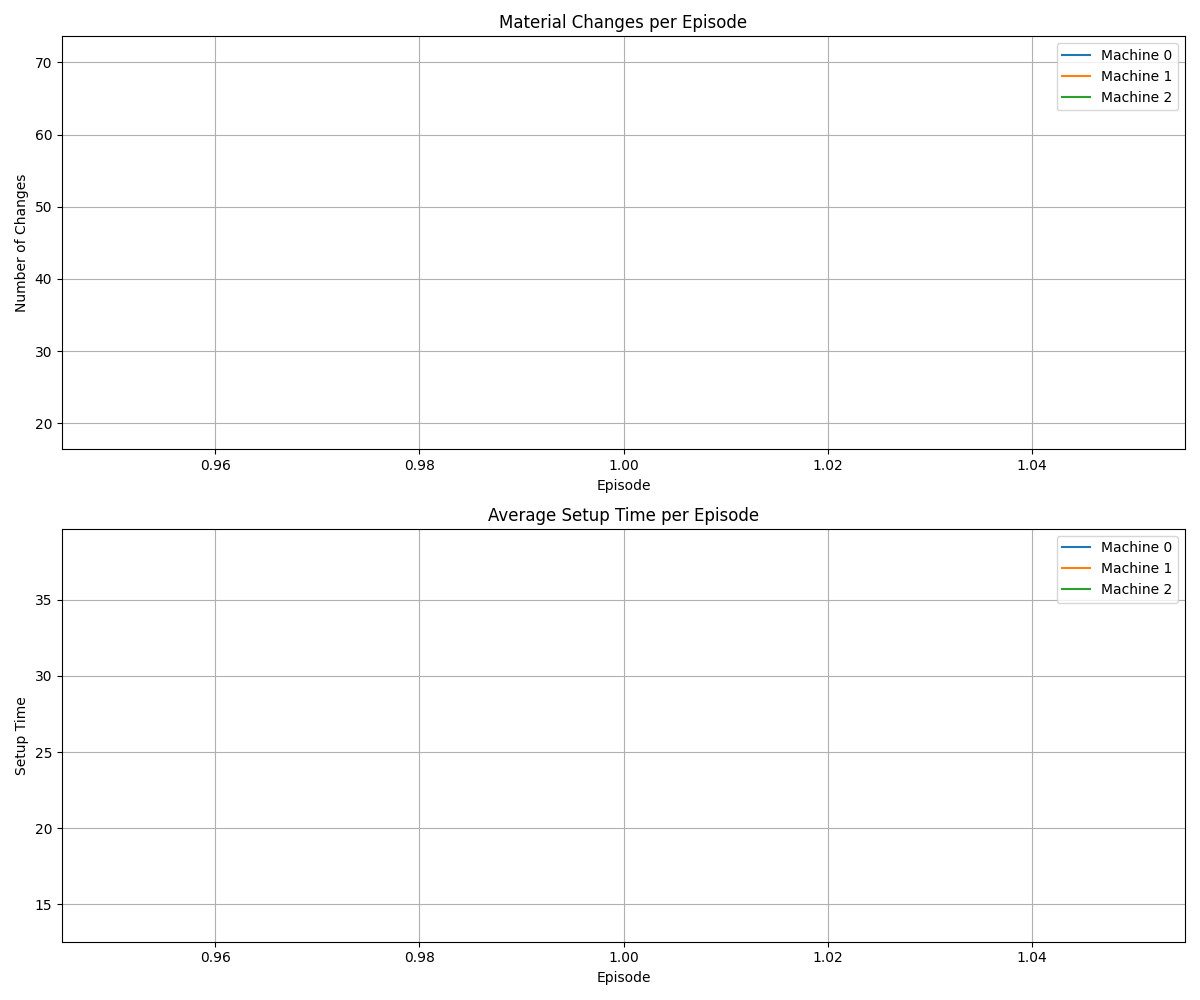 Material Changes per Episode
Number of Changes
70
60
50
40
30
20
Machine 0
Machine 1
Machine 2
0.96 0.98 1.00 1.02 1.04
Episode
Average Setup Time per Episode
Setup Time
35
30
25
20
15
Machine 0
Machine 1
Machine 2
0.96 0.98 1.00 1.02 1.04
Episode